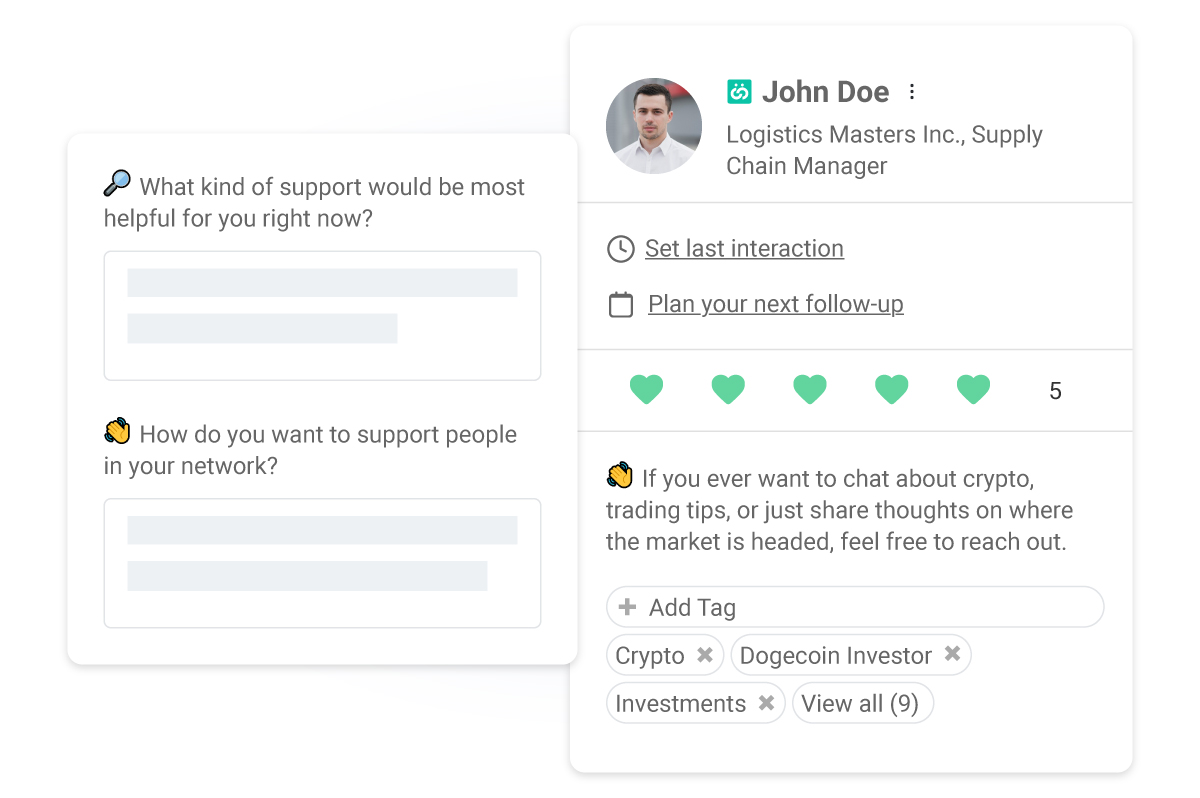 What kind of support would be most
helpful for you right now?
How do you want to support people
in your network?
John Doe
Logistics Masters Inc., Supply
Chain Manager
Set last interaction
Plan your next follow-up
5
If you ever want to chat about crypto,
trading tips, or just share thoughts on where
the market is headed, feel free to reach out.
Add Tag
Crypto Dogecoin Investor
Investments View all (9)